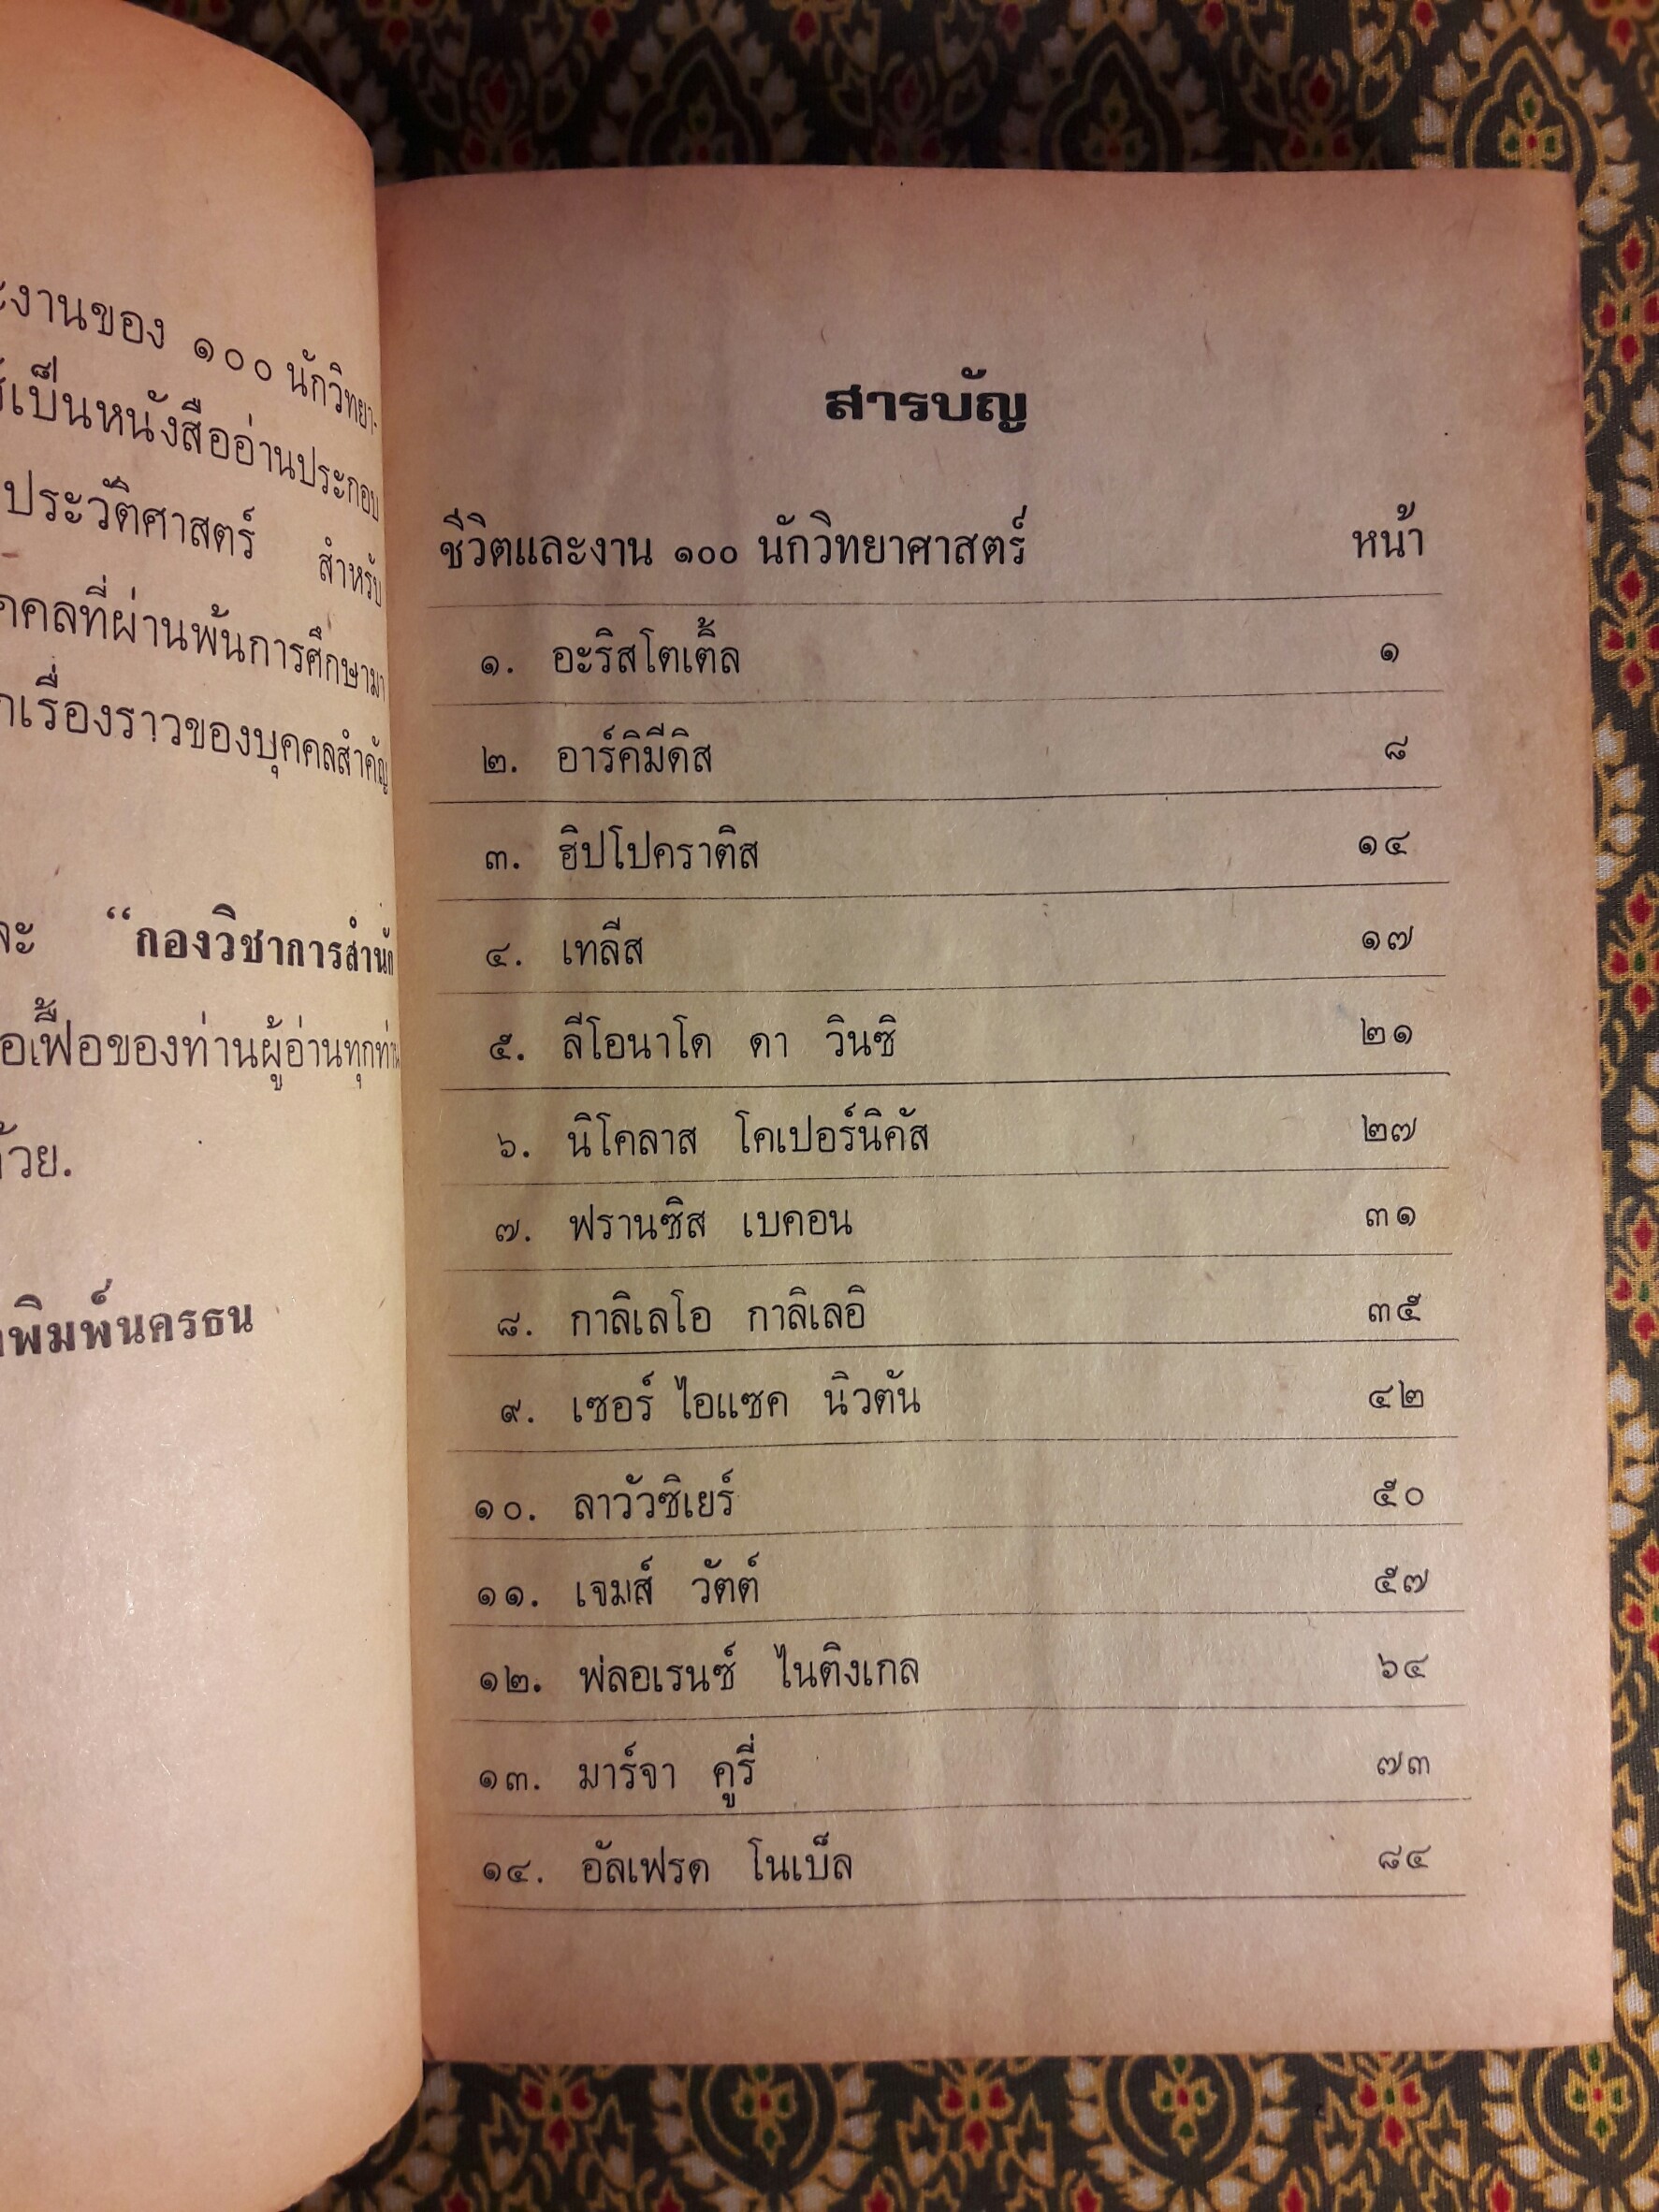 งานของ ๑๐๐ นักวิทยา-
เป็นหนังสืออ่านประกอบ
ประวัติศาสตร์ สำหรับ
คคลที่ผ่านพ้นการศึกษามา
เรื่องราวของบุคคลสำคัญ
“กองวิชาการสำนัก
อเฟื้อของท่านผู้อ่านทุกท่าน
วย.
พิมพ์นครธน
สารบัญ
ชีวิตและงาน ๑๐๐ นักวิทยาศาสตร์ หน้า
๑. อะริสโตเติ้ล ๑
๒. อาร์คิมีดิส ๘
๓. ฮิปโปคราติส ๑๔
๔. เทลีส ๑๗
๕. ลีโอนาโด ดา วินซิ ๒๑
๖. นิโคลาส โคเปอร์นิคัส ๒๗
๗. ฟรานซิส เบคอน ๓๑
๘. กาลิเลโอ กาลิเลอิ ๓๕
๙. เซอร์ ไอแซค นิวตัน ๔๒
๑๐. ลาวัวซิเยร์ ๕๐
๑๑. เจมส์ วัตต์ ๕๗
๑๒. ฟลอเรนซ์ ไนติงเกล ๖๔
๑๓. มาร์จา คูรี่ ๗๓
๑๔. อัลเฟรด โนเบ็ล ๘๔